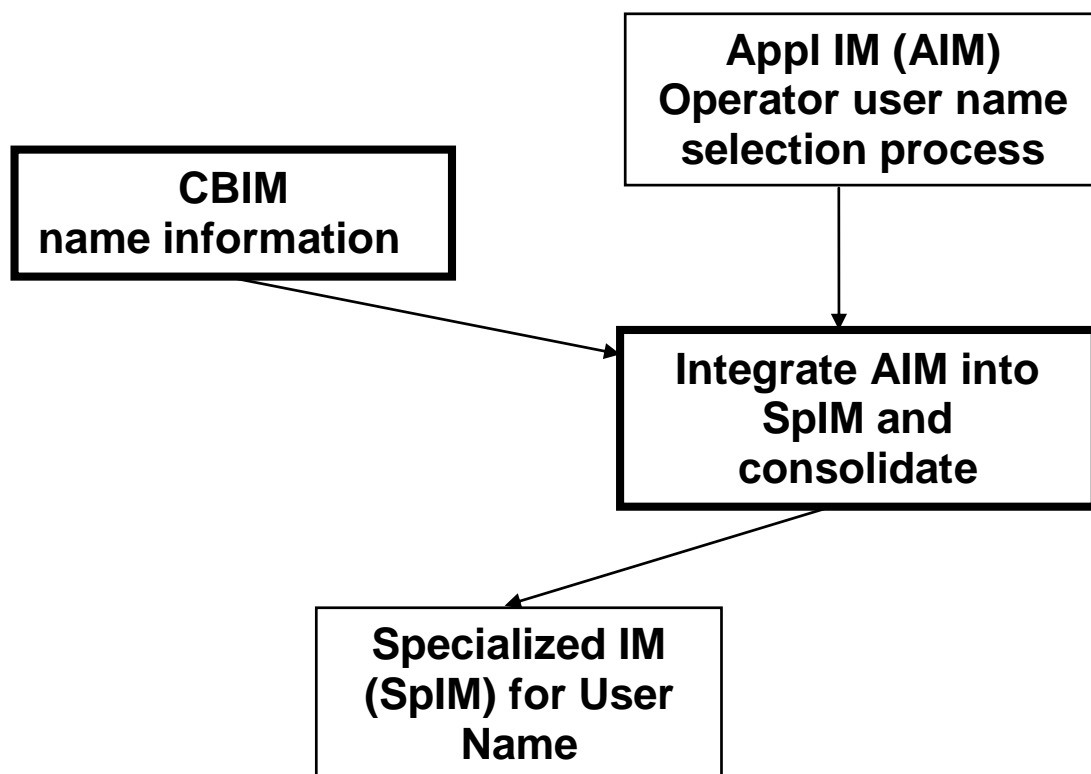 Appl IM (AIM)
Operator user name
selection process
CBIM
name information
Integrate AIM into
SpIM and
consolidate
Specialized IM
(SpIM) for User
Name